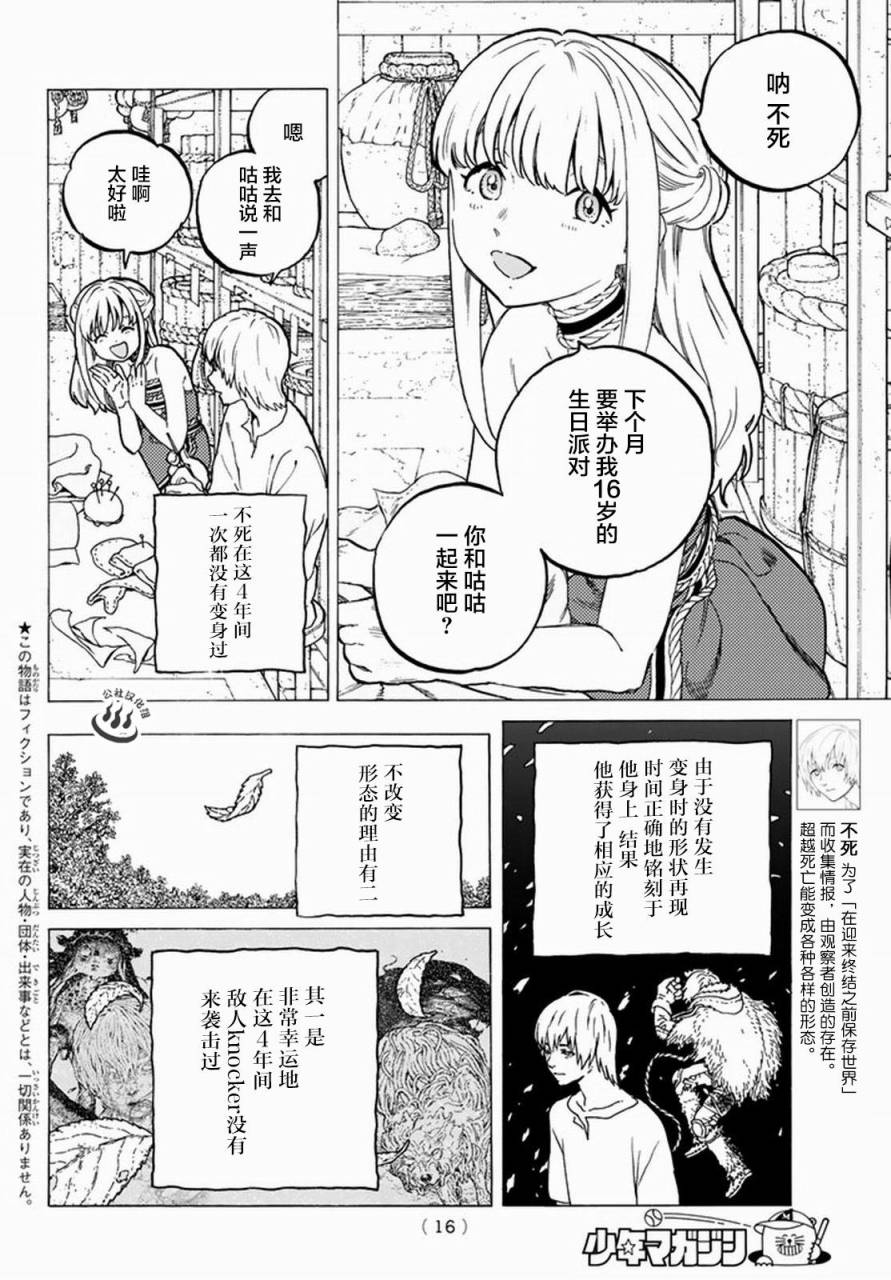 呐 不死
下个月
要举办我16岁的
生日派对
你和咕咕
一起来吧？
嗯
我去和
咕咕说一声
哇啊
太好啦
不死在这4年间
一次都没有变身过
不死 为了「在迎来终结之前保存世界」
而收集情报，由观察者创造的存在。
超越死亡能变成各种各样的形态。
由于没有发生
变身时的形状再现
时间正确地铭刻于
他身上 结果
他获得了相应的成长
不改变
形态的理由有二
其一是
非常幸运地
在这4年间
敌人knocker没有
来袭击过
公社汉化组
★この物語はフィクションであり、実在の人物・団体・出来事などとは、一切関係ありません。
（16）
少年マガジン